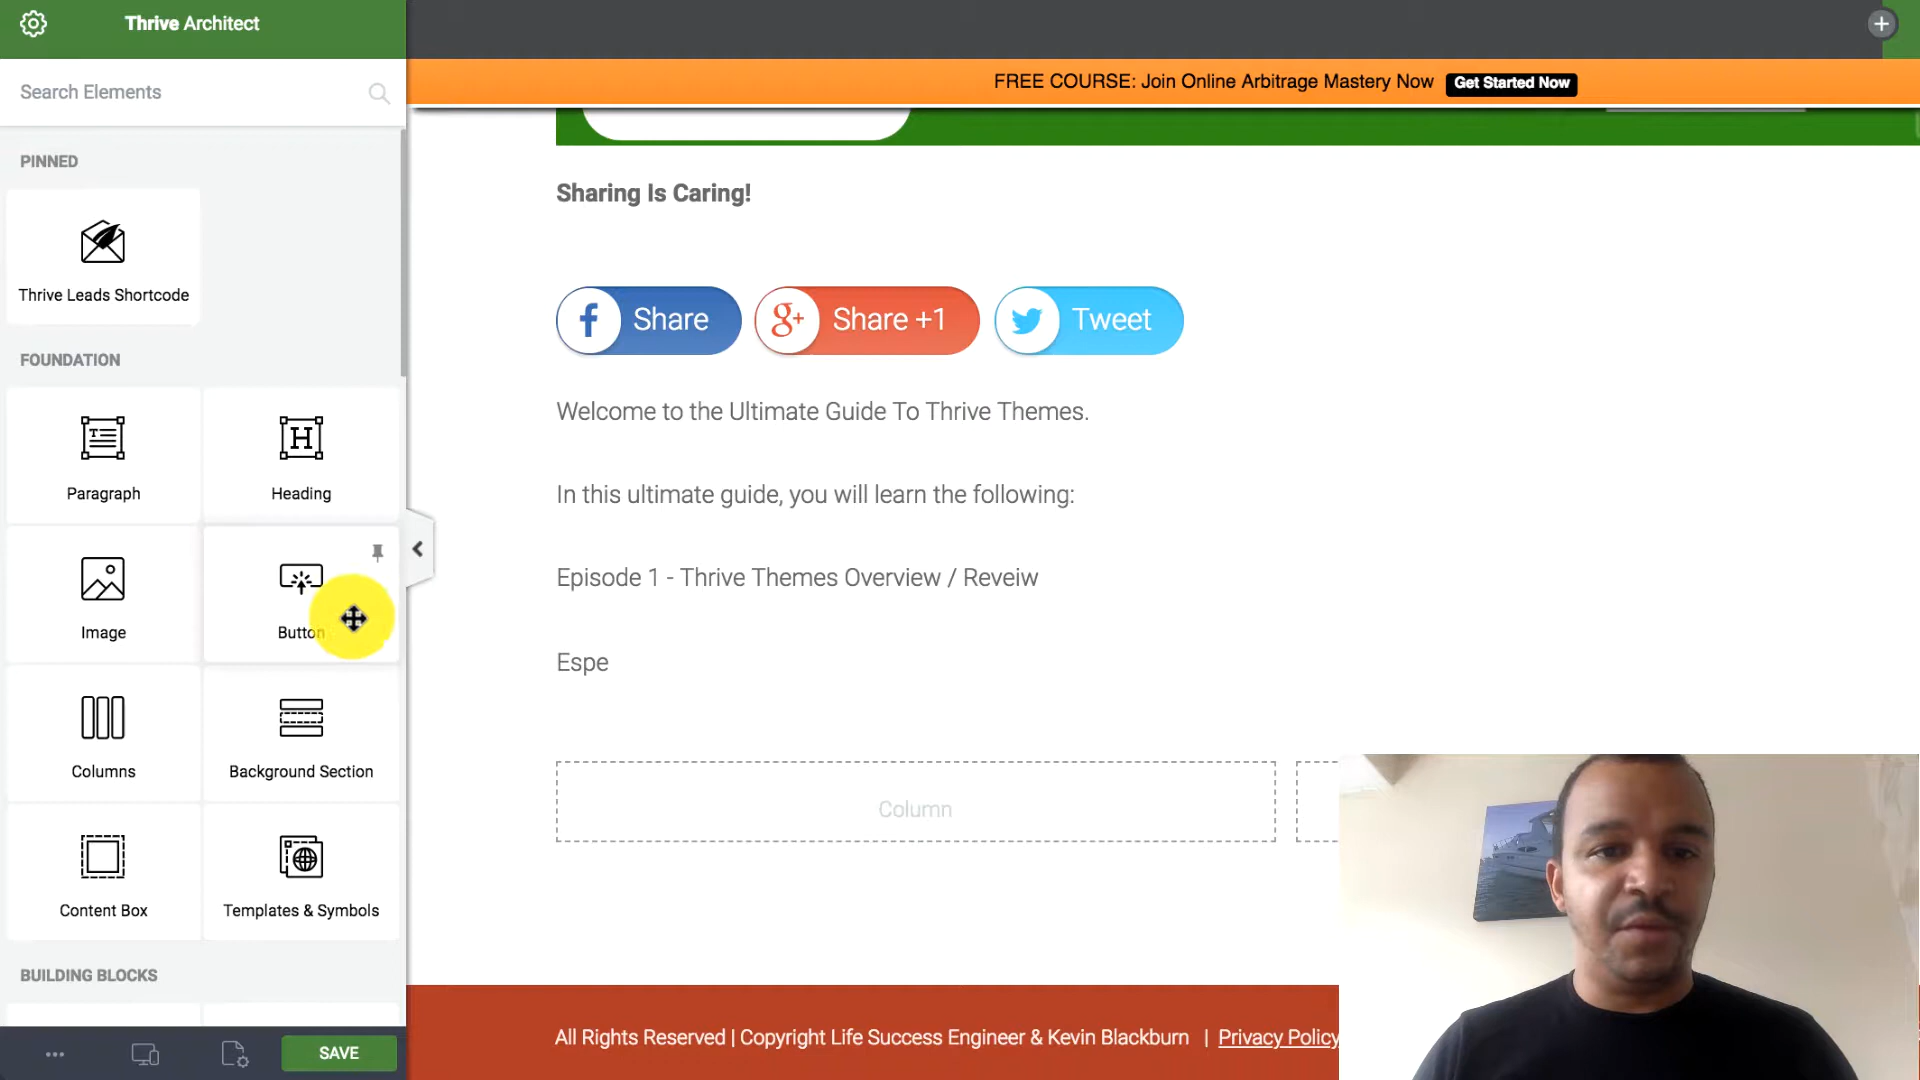 Thrive Architect
FREE COURSE: Join Online Arbitrage Mastery Now
Get Started Now
Search Elements
PINNED
Thrive Leads Shortcode
FOUNDATION
Paragraph
Heading
Image
Button
Columns
Background Section
Content Box
Templates & Symbols
BUILDING BLOCKS
SAVE
Sharing Is Caring!
Share
Share +1
Tweet
Welcome to the Ultimate Guide To Thrive Themes.
In this ultimate guide, you will learn the following:
Episode 1 - Thrive Themes Overview / Reveiw
Espe
Column
All Rights Reserved | Copyright Life Success Engineer & Kevin Blackburn | Privacy Policy